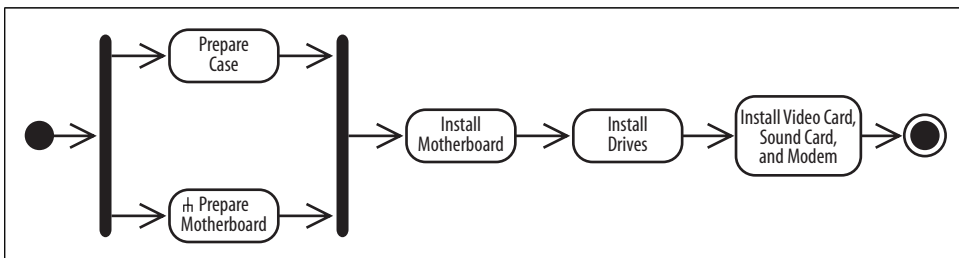 Prepare
Case
Prepare
Motherboard
Install
Motherboard
Install
Drives
Install Video Card,
Sound Card,
and Modem